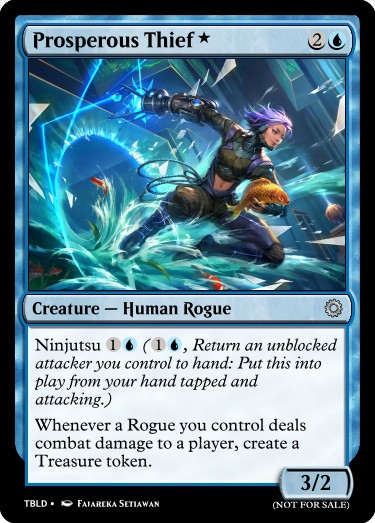 Prosperous Thief ★ 2
Creature — Human Rogue
Ninjutsu 1 ( 1 , Return an unblocked
attacker you control to hand: Put this into
play from your hand tapped and
attacking.)
Whenever a Rogue you control deals
combat damage to a player, create a
Treasure token.
3/2
TBLD • Fajareka Setiawan
(NOT FOR SALE)